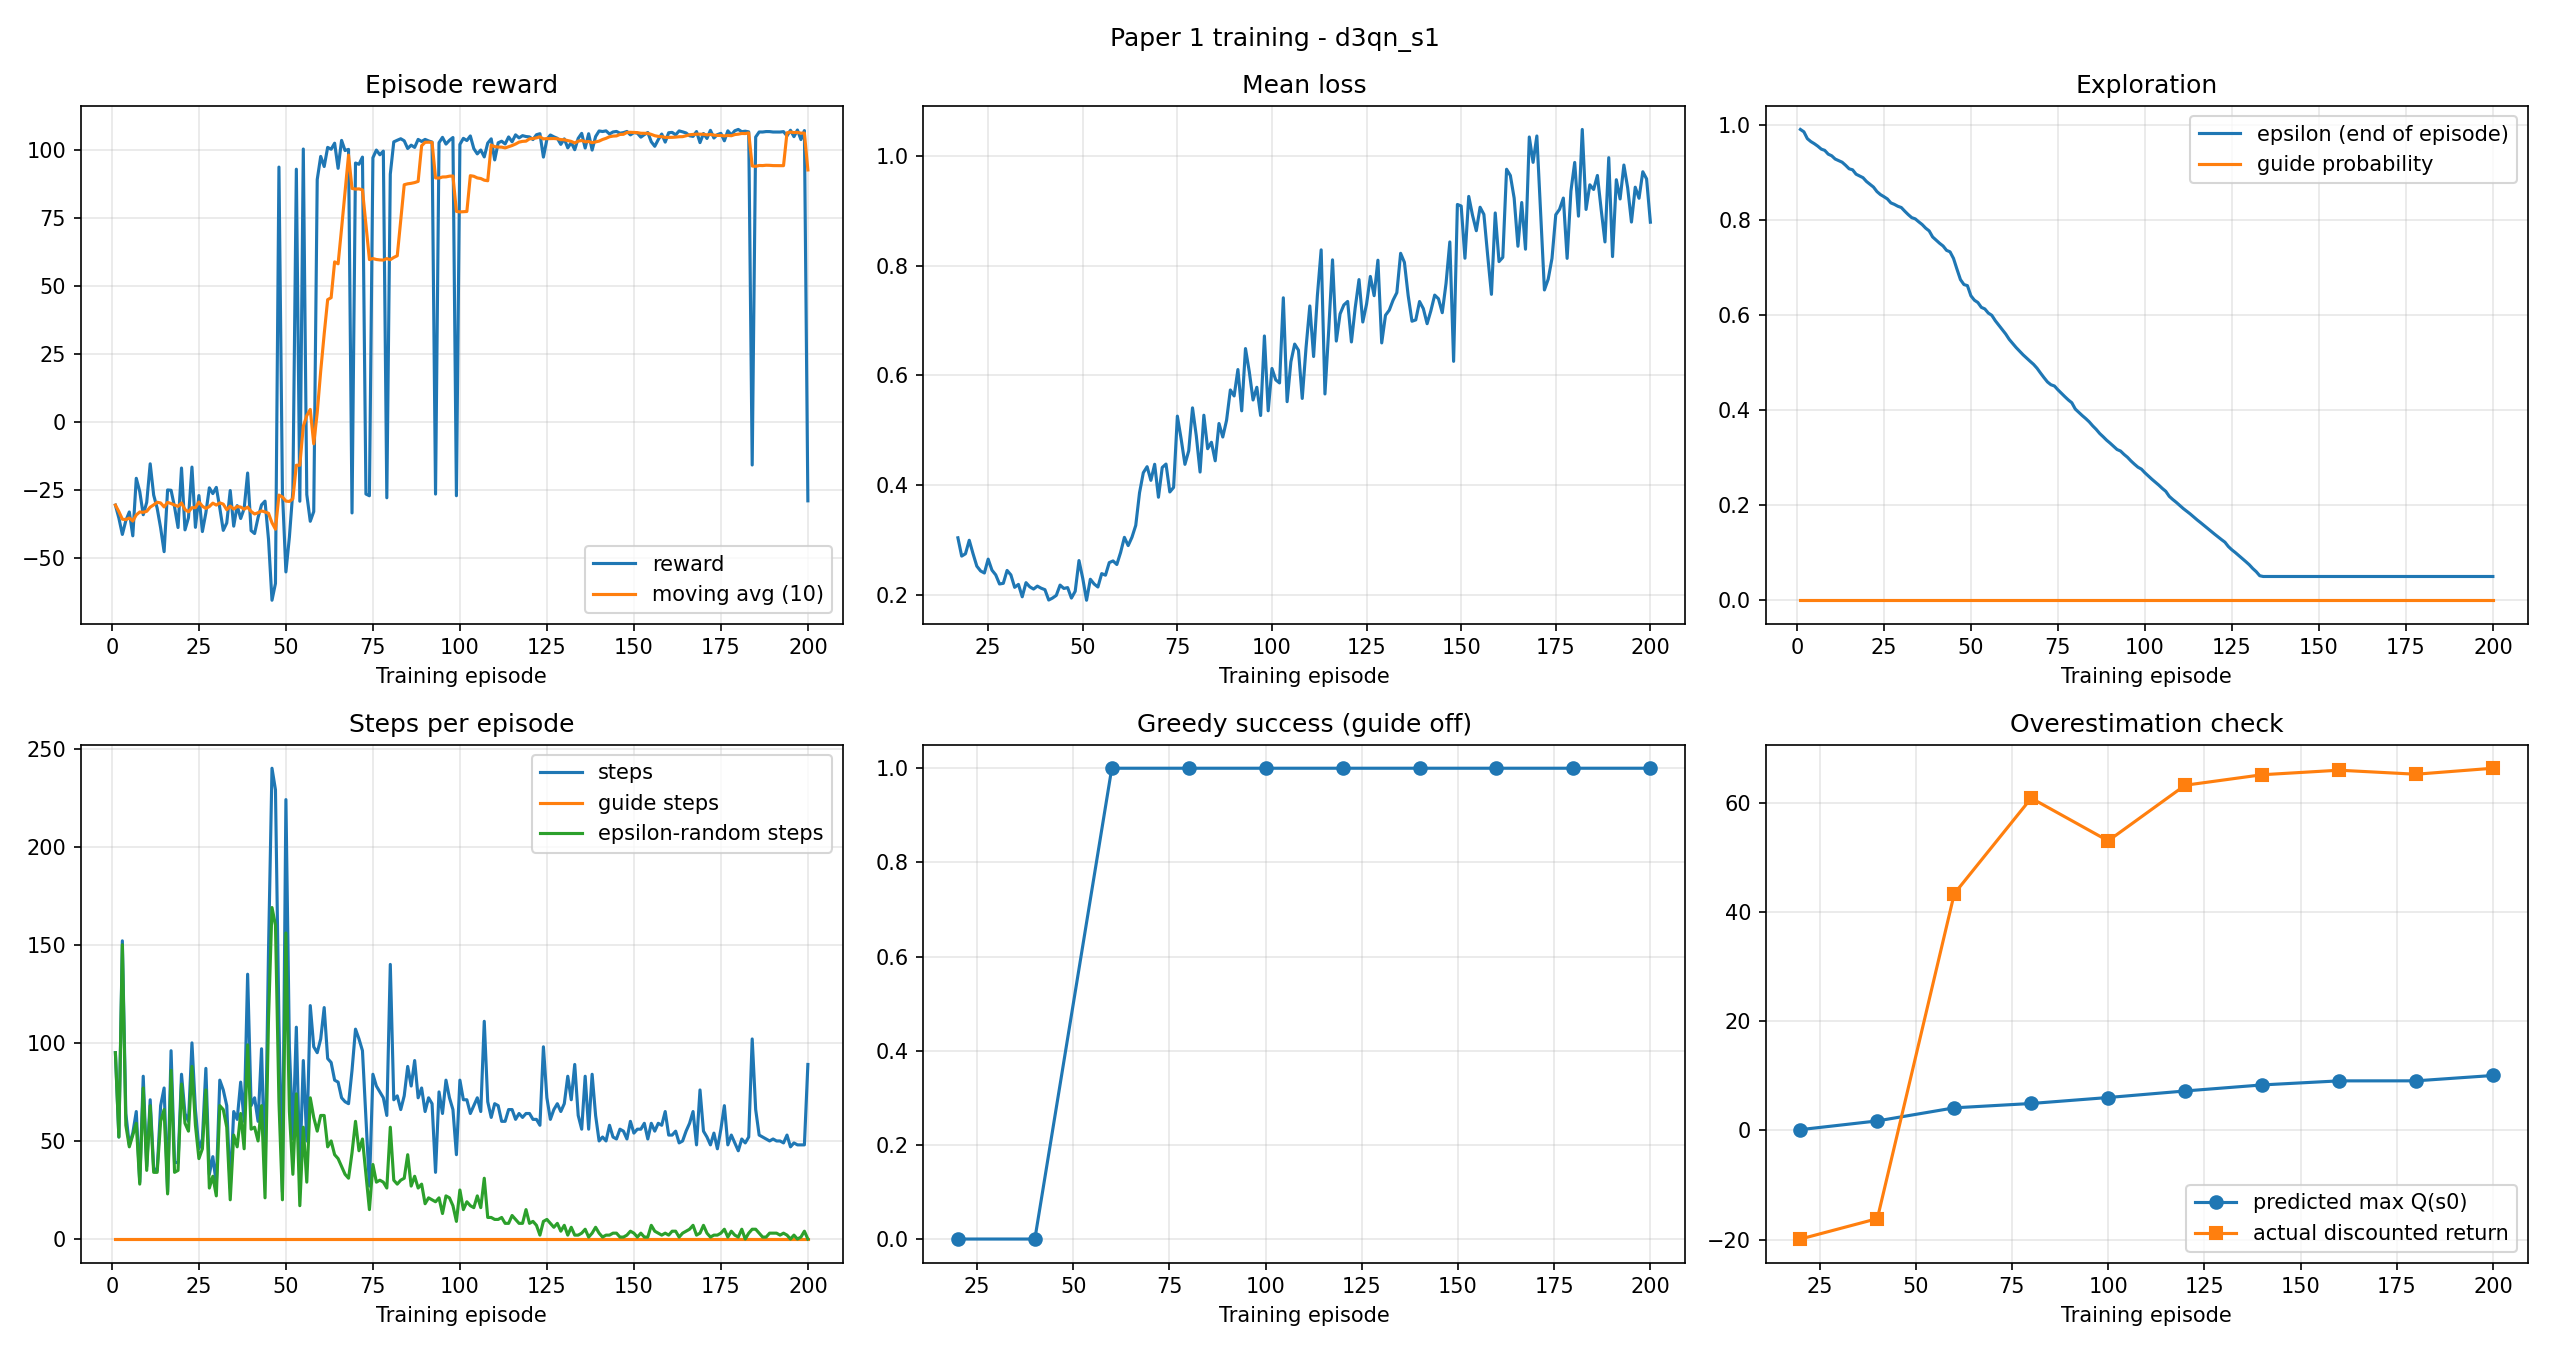 Paper 1 training - d3qn_s1
Episode reward
100
75
50
25
0
−25
−50
0 25 50 75 100 125 150 175 200
Training episode
reward
moving avg (10)
Mean loss
1.0
0.8
0.6
0.4
0.2
25 50 75 100 125 150 175 200
Training episode
Exploration
1.0
0.8
0.6
0.4
0.2
0.0
0 25 50 75 100 125 150 175 200
Training episode
epsilon (end of episode)
guide probability
Steps per episode
250
200
150
100
50
0
0 25 50 75 100 125 150 175 200
Training episode
steps
guide steps
epsilon-random steps
Greedy success (guide off)
1.0
0.8
0.6
0.4
0.2
0.0
25 50 75 100 125 150 175 200
Training episode
Overestimation check
60
40
20
0
−20
25 50 75 100 125 150 175 200
Training episode
predicted max Q(s0)
actual discounted return